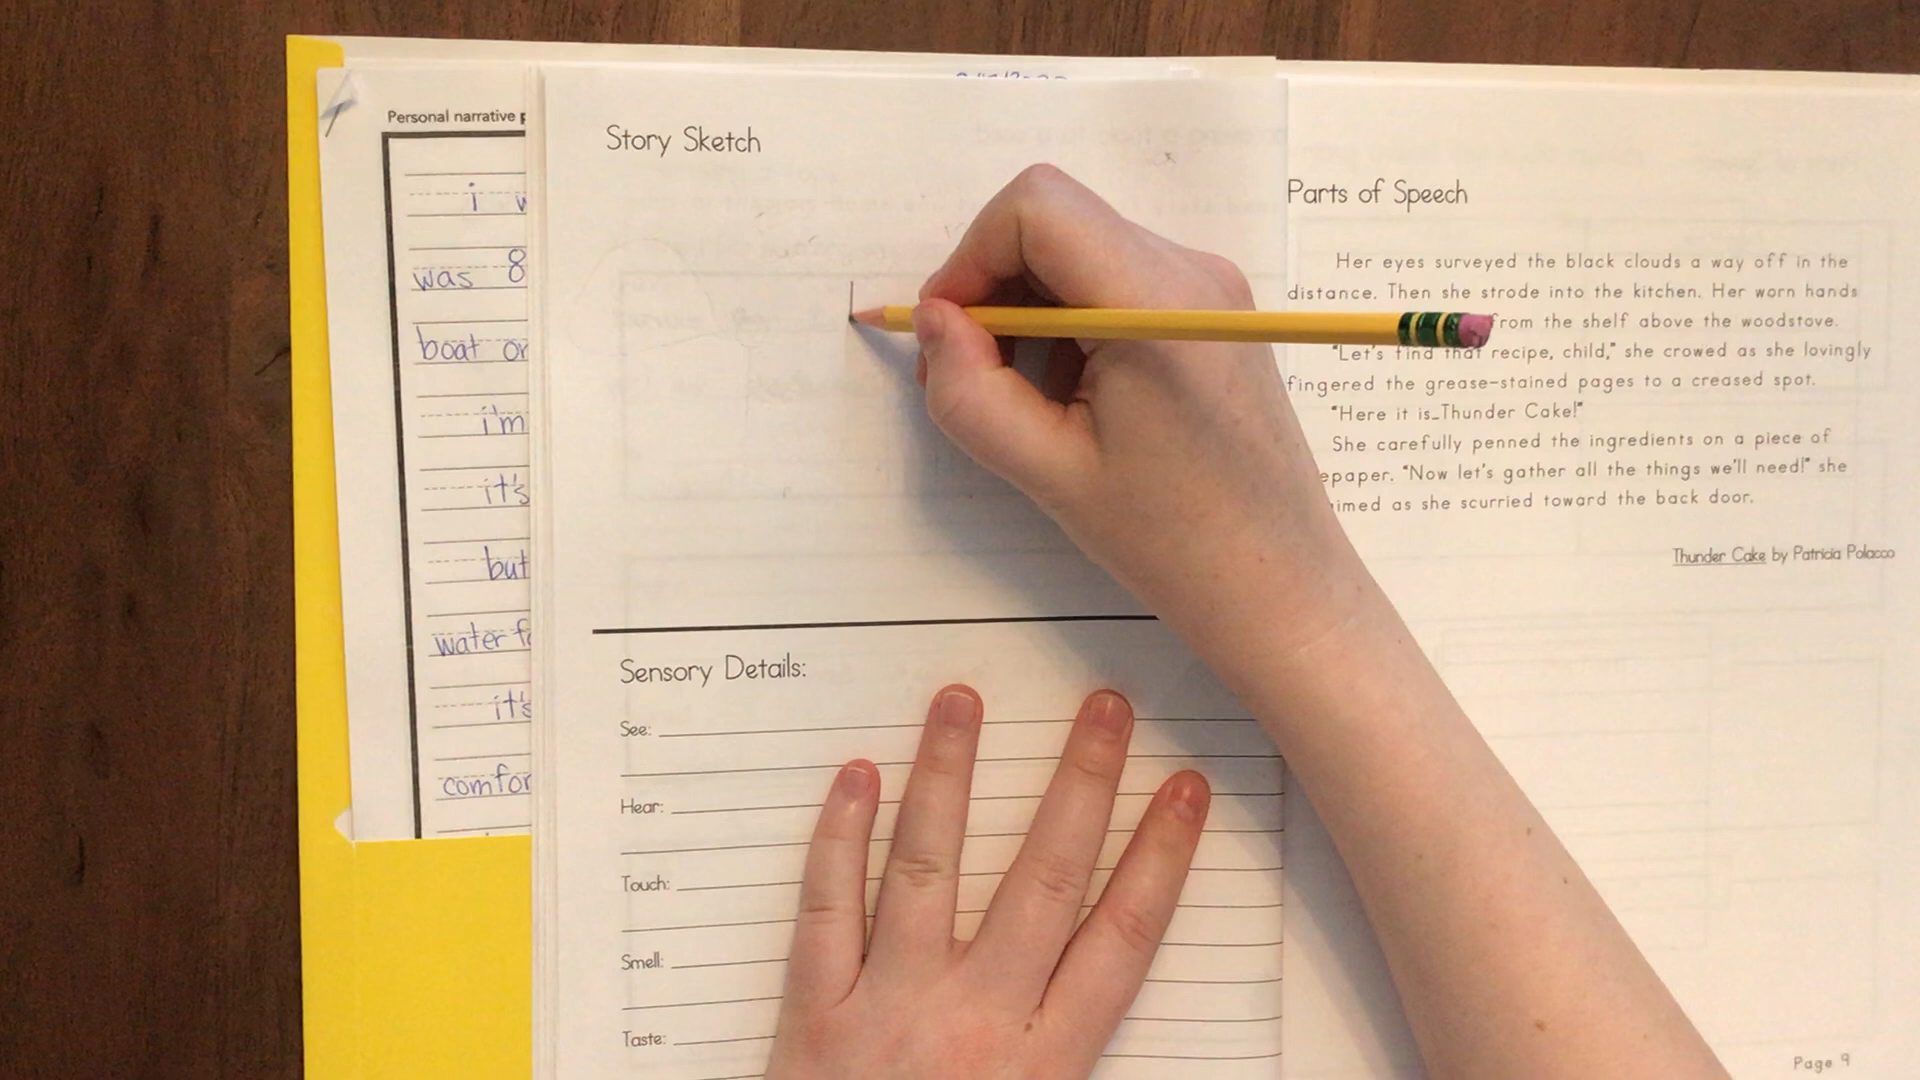 Personal narrative
i
was 8
boat or
i'm
it's
but
water
it's
Story Sketch
Sensory Details:
See:
Hear:
Touch:
Smell:
Taste:
Parts of Speech
Her eyes surveyed the black clouds a way off in the
distance. Then she strode into the kitchen. Her worn hands
from the shelf above the woodstove.
"Let's find that recipe, child," she crowed as she lovingly
fingered the grease-stained pages to a creased spot.
"Here it is...Thunder Cake!"
She carefully penned the ingredients on a piece of
epaper. "Now let's gather all the things we'll need!" she
imed as she scurried toward the back door.
Thunder Cake by Patricia Polacco
Page 9